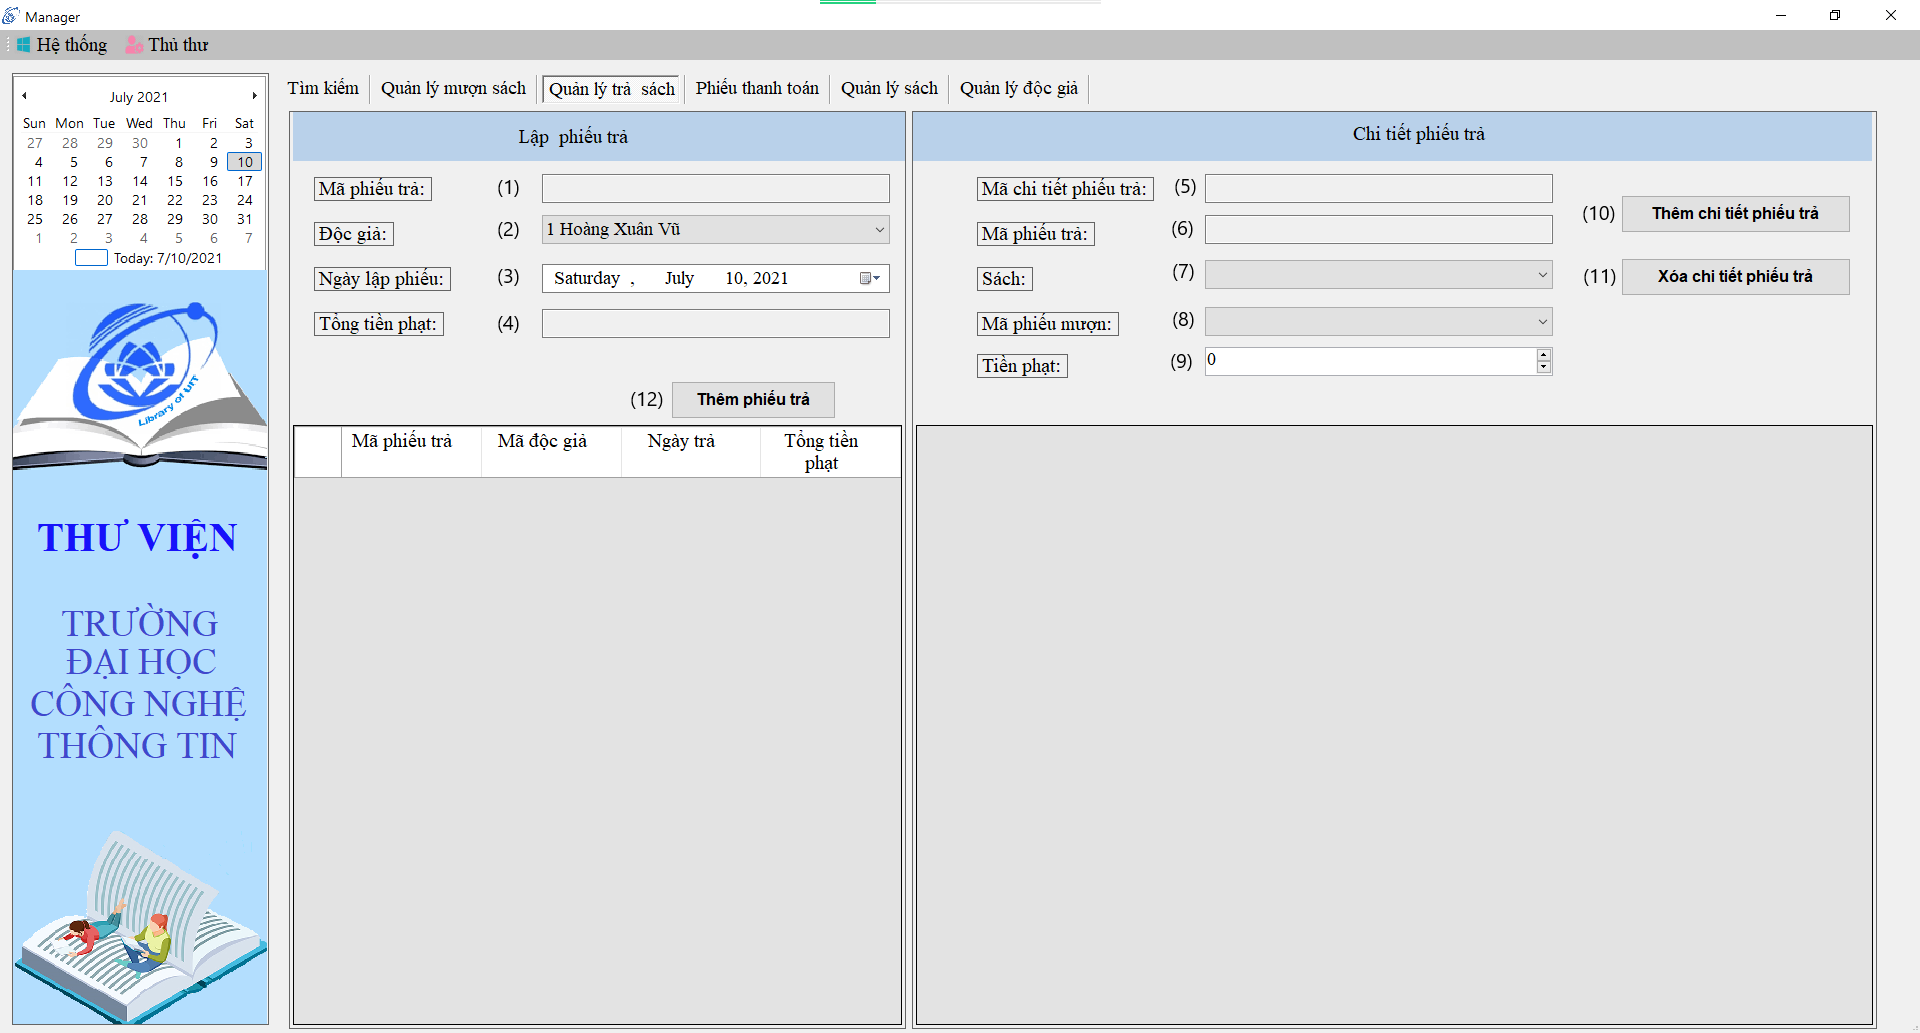 Manager
Hệ thống Thủ thư
July 2021
Sun Mon Tue Wed Thu Fri Sat
27 28 29 30 1 2 3
4 5 6 7 8 9 10
11 12 13 14 15 16 17
18 19 20 21 22 23 24
25 26 27 28 29 30 31
1 2 3 4 5 6 7
Today: 7/10/2021
Library of UIT
THƯ VIỆN
TRƯỜNG
ĐẠI HỌC
CÔNG NGHỆ
THÔNG TIN
Tìm kiếm Quản lý mượn sách Quản lý trả sách Phiếu thanh toán Quản lý sách Quản lý độc giả
Lập phiếu trả
Mã phiếu trả: (1)
Độc giả: (2) 1 Hoàng Xuân Vũ
Ngày lập phiếu: (3) Saturday , July 10, 2021
Tổng tiền phạt: (4)
(12) Thêm phiếu trả
Mã phiếu trả Mã độc giả Ngày trả Tổng tiền
phạt
Chi tiết phiếu trả
Mã chi tiết phiếu trả: (5)
Mã phiếu trả: (6)
Sách: (7)
Mã phiếu mượn: (8)
Tiền phạt: (9) 0
(10) Thêm chi tiết phiếu trả
(11) Xóa chi tiết phiếu trả